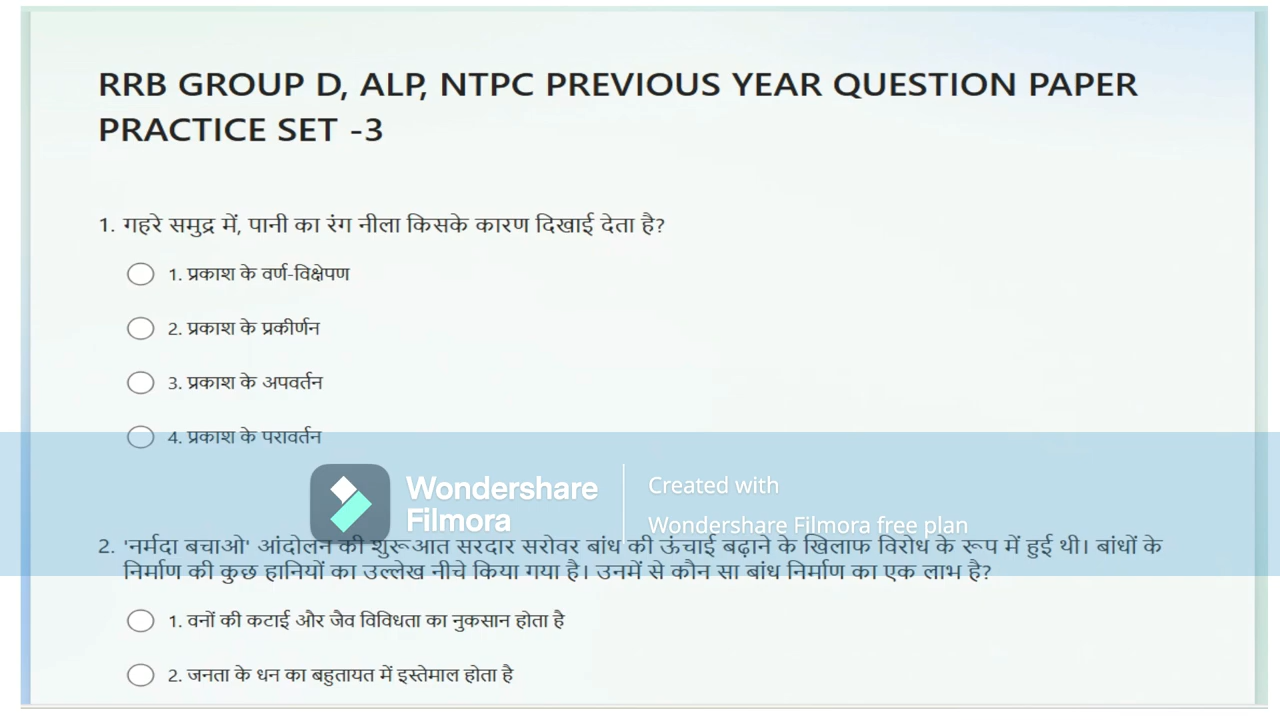 RRB GROUP D, ALP, NTPC PREVIOUS YEAR QUESTION PAPER
PRACTICE SET -3
1. गहरे समुद्र में, पानी का रंग नीला किसके कारण दिखाई देता है?
1. प्रकाश के वर्ण-विक्षेपण
2. प्रकाश के प्रकीर्णन
3. प्रकाश के अपवर्तन
4. प्रकाश के परावर्तन
Wondershare
Filmora
Created with
Wondershare Filmora free plan
2. 'नर्मदा बचाओ' आंदोलन की शुरूआत सरदार सरोवर बांध की ऊंचाई बढ़ाने के खिलाफ विरोध के रूप में हुई थी। बांधों के
निर्माण की कुछ हानियों का उल्लेख नीचे किया गया है। उनमें से कौन सा बांध निर्माण का एक लाभ है?
1. वनों की कटाई और जैव विविधता का नुकसान होता है
2. जनता के धन का बहुतायत में इस्तेमाल होता है